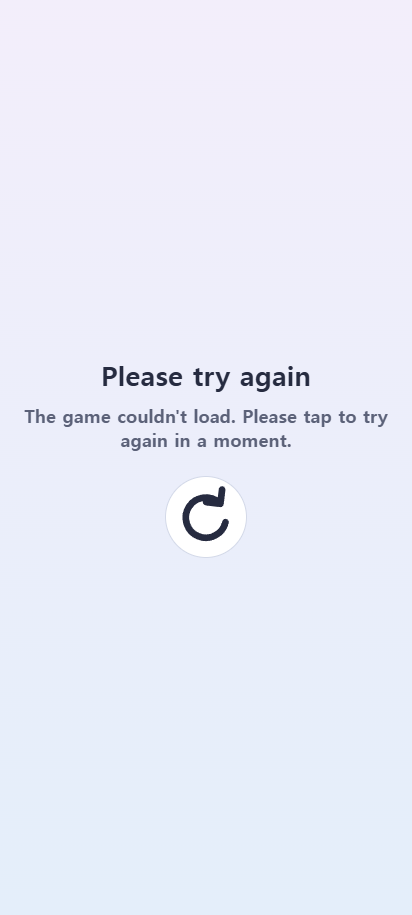 Please try again
The game couldn't load. Please tap to try
again in a moment.